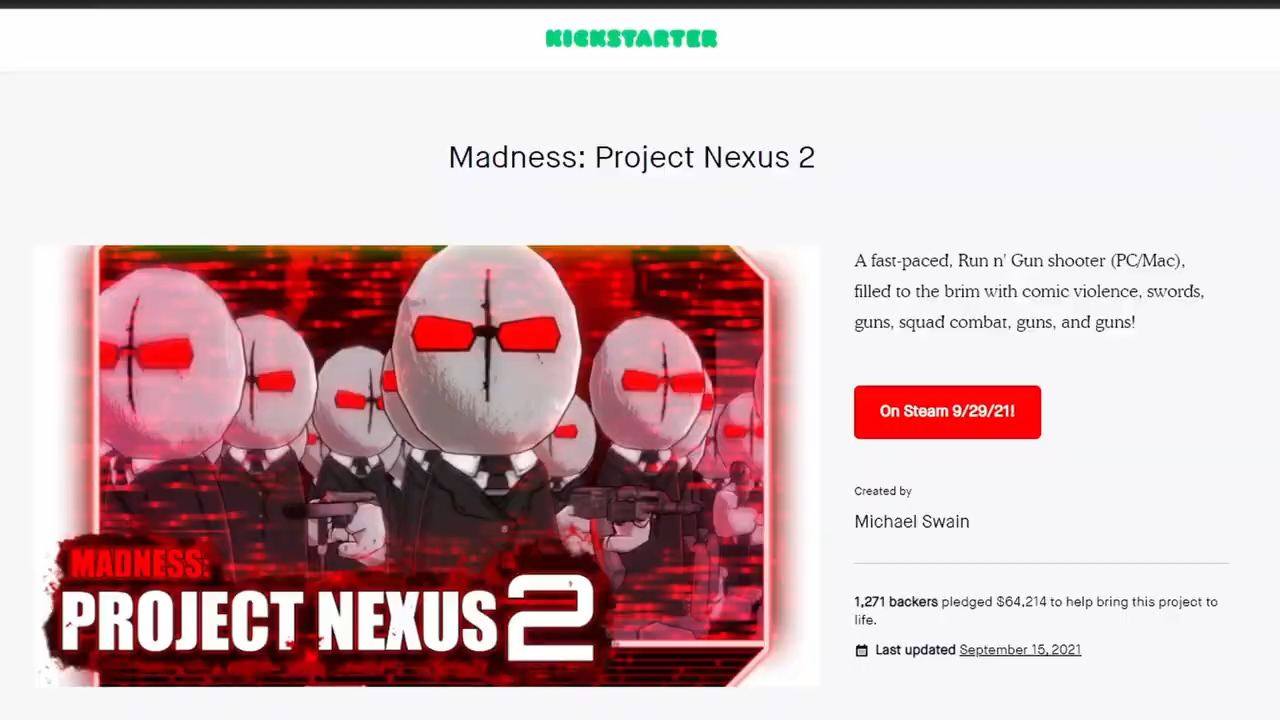 KICKSTARTER
Madness: Project Nexus 2
A fast-paced, Run n' Gun shooter (PC/Mac),
filled to the brim with comic violence, swords,
guns, squad combat, guns, and guns!
On Steam 9/29/21!
Created by
Michael Swain
1,271 backers pledged $64,214 to help bring this project to
life.
Last updated September 15, 2021
MADNESS:
PROJECT NEXUS 2